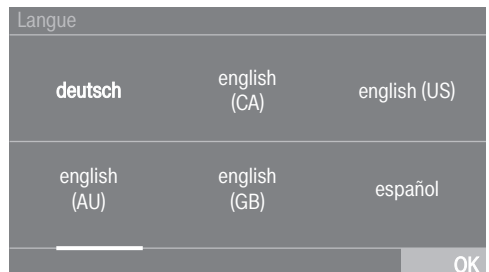 Langue
deutsch
english
(CA)
english (US)
english
(AU)
english
(GB)
español
OK